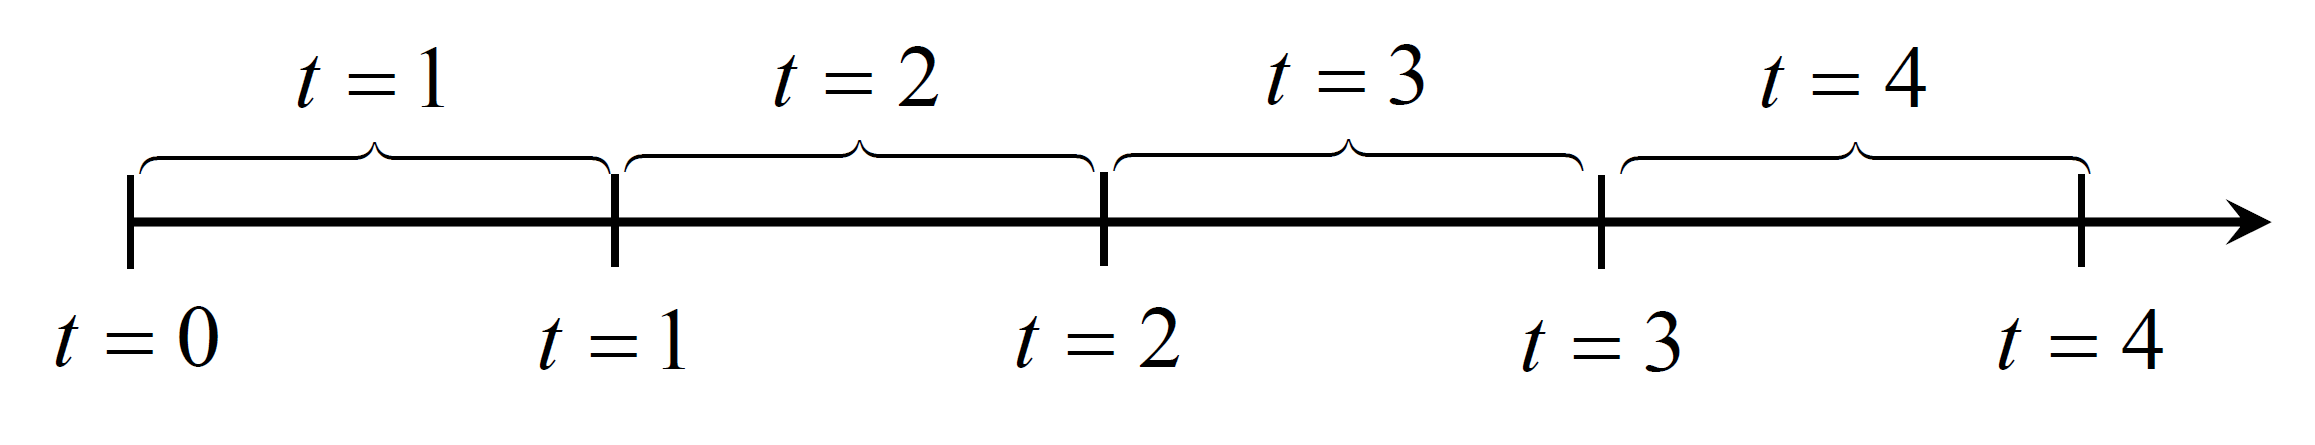 t = 1 t = 2 t = 3 t = 4
t = 0 t = 1 t = 2 t = 3 t = 4